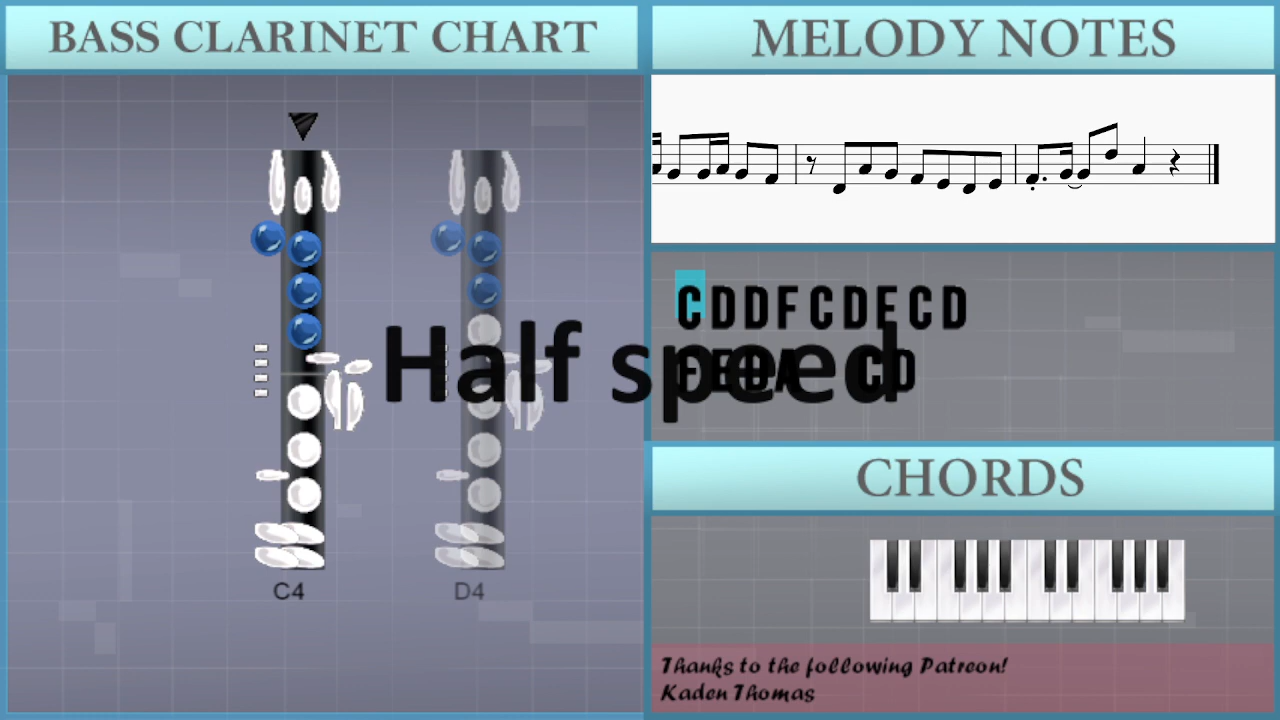 BASS CLARINET CHART
MELODY NOTES
C D D F C D E C D
Half speed
C4
D4
CHORDS
Thanks to the following Patreon!
Kaden Thomas